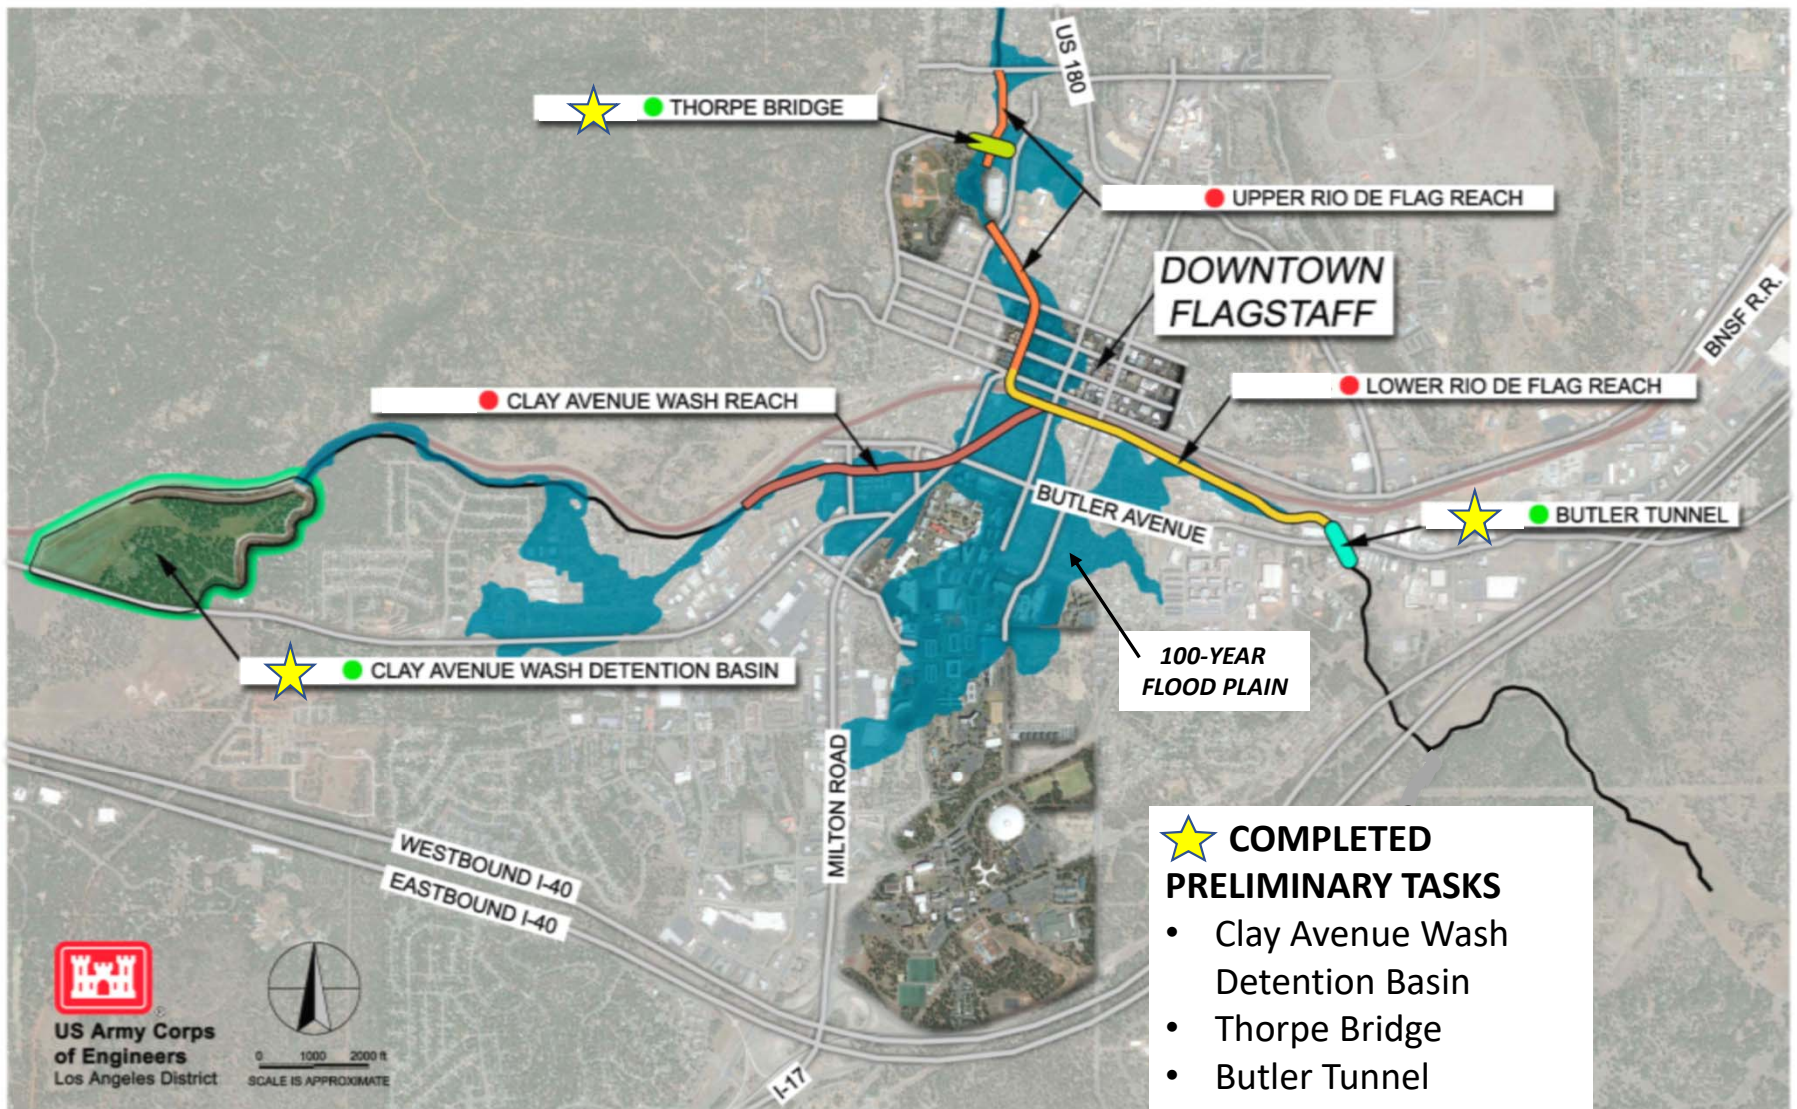 US 180
THORPE BRIDGE
UPPER RIO DE FLAG REACH
DOWNTOWN
FLAGSTAFF
BNSF R.R.
LOWER RIO DE FLAG REACH
CLAY AVENUE WASH REACH
BUTLER AVENUE
BUTLER TUNNEL
100-YEAR
FLOOD PLAIN
CLAY AVENUE WASH DETENTION BASIN
MILTON ROAD
WESTBOUND I-40
EASTBOUND I-40
I-17
COMPLETED
PRELIMINARY TASKS
• Clay Avenue Wash
Detention Basin
• Thorpe Bridge
• Butler Tunnel
®
US Army Corps
of Engineers
Los Angeles District
0 1000 2000 ft
SCALE IS APPROXIMATE